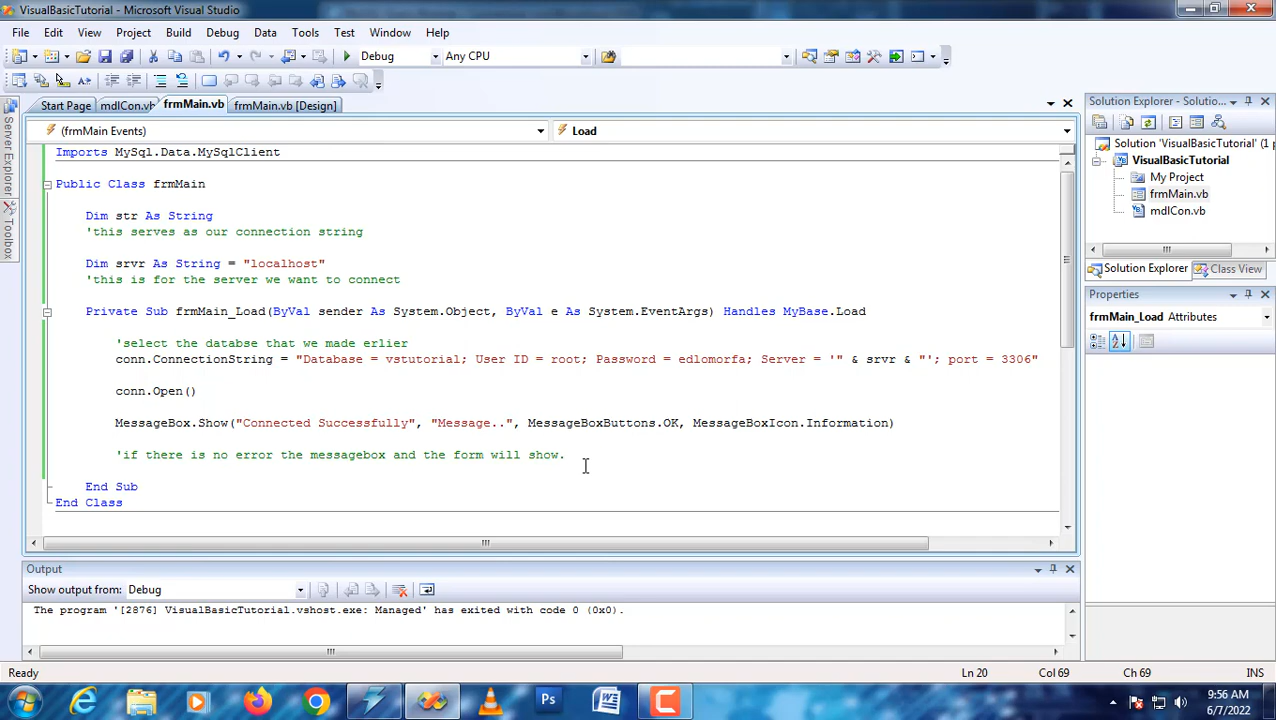 VisualBasicTutorial - Microsoft Visual Studio
File Edit View Project Build Debug Data Tools Test Window Help
Debug Any CPU
Start Page mdlCon.vb frmMain.vb frmMain.vb [Design]
(frmMain Events) Load
Imports MySql.Data.MySqlClient
Public Class frmMain
Dim str As String
'this serves as our connection string
Dim srvr As String = "localhost"
'this is for the server we want to connect
Private Sub frmMain_Load(ByVal sender As System.Object, ByVal e As System.EventArgs) Handles MyBase.Load
'select the databse that we made erlier
conn.ConnectionString = "Database = vstutorial; User ID = root; Password = edlomorfa; Server = '" & srvr & "'; port = 3306"
conn.Open()
MessageBox.Show("Connected Successfully", "Message..", MessageBoxButtons.OK, MessageBoxIcon.Information)
'if there is no error the messagebox and the form will show.
End Sub
End Class
Output
Show output from: Debug
The program '[2876] VisualBasicTutorial.vshost.exe: Managed' has exited with code 0 (0x0).
Server Explorer
Toolbox
Solution Explorer - Solutio...
Solution 'VisualBasicTutorial' (1 p
VisualBasicTutorial
My Project
frmMain.vb
mdlCon.vb
Solution Explorer Class View
Properties
frmMain_Load Attributes
Ready Ln 20 Col 69 Ch 69 INS
Ps
9:56 AM
6/7/2022